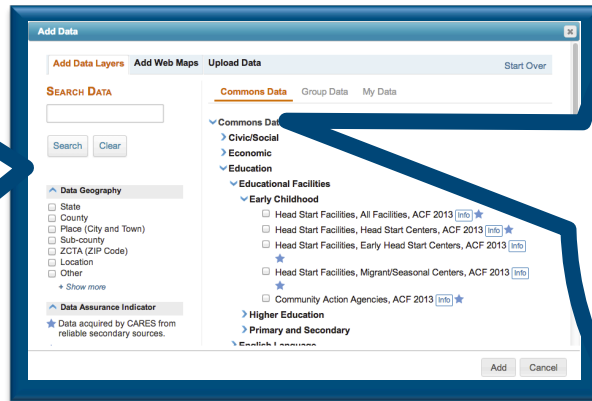 Add Data
Add Data Layers Add Web Maps Upload Data Start Over
SEARCH DATA
Search Clear
Data Geography
State
County
Place (City and Town)
Sub-county
ZCTA (ZIP Code)
Location
Other
+ Show more
Data Assurance Indicator
Data acquired by CARES from
reliable secondary sources.
Commons Data Group Data My Data
Commons Dat
Civic/Social
Economic
Education
Educational Facilities
Early Childhood
Head Start Facilities, All Facilities, ACF 2013 Info
Head Start Facilities, Head Start Centers, ACF 2013 Info
Head Start Facilities, Early Head Start Centers, ACF 2013 Info
Head Start Facilities, Migrant/Seasonal Centers, ACF 2013 Info
Community Action Agencies, ACF 2013 Info
Higher Education
Primary and Secondary
English Language
Add Cancel